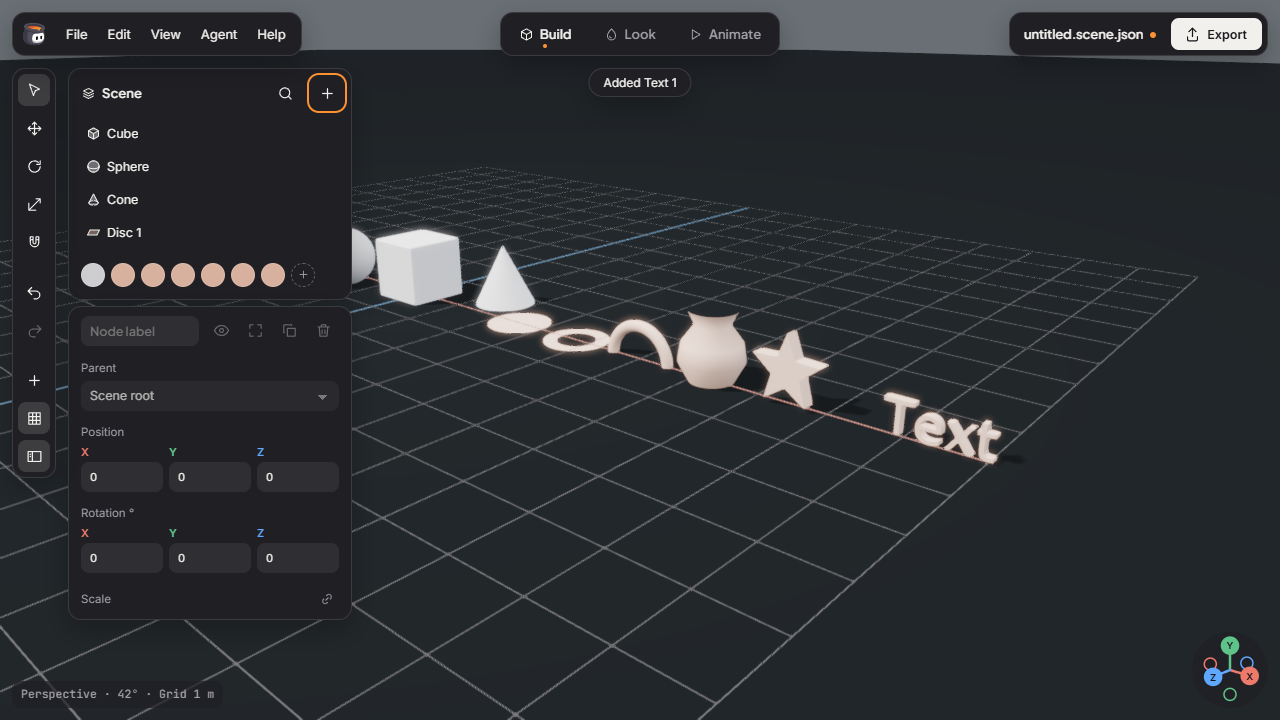 File Edit View Agent Help
Build Look Animate
untitled.scene.json Export
Added Text 1
Scene
Cube
Sphere
Cone
Disc 1
Node label
Parent
Scene root
Position
X Y Z
0 0 0
Rotation °
X Y Z
0 0 0
Scale
Text
Perspective · 42° · Grid 1 m
Y
Z X